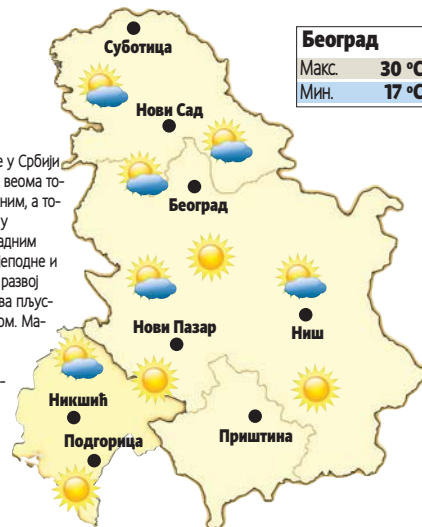 Суботица
Београд
Макс. 30 °C
Мин. 17 °C
Нови Сад
е у Србији
веома то-
ним, а то-
у
адним
еподне и
развој
ва пљус-
ом. Ма-
-
Београд
Нови Пазар
Ниш
Никшић
Подгорица
Приштина